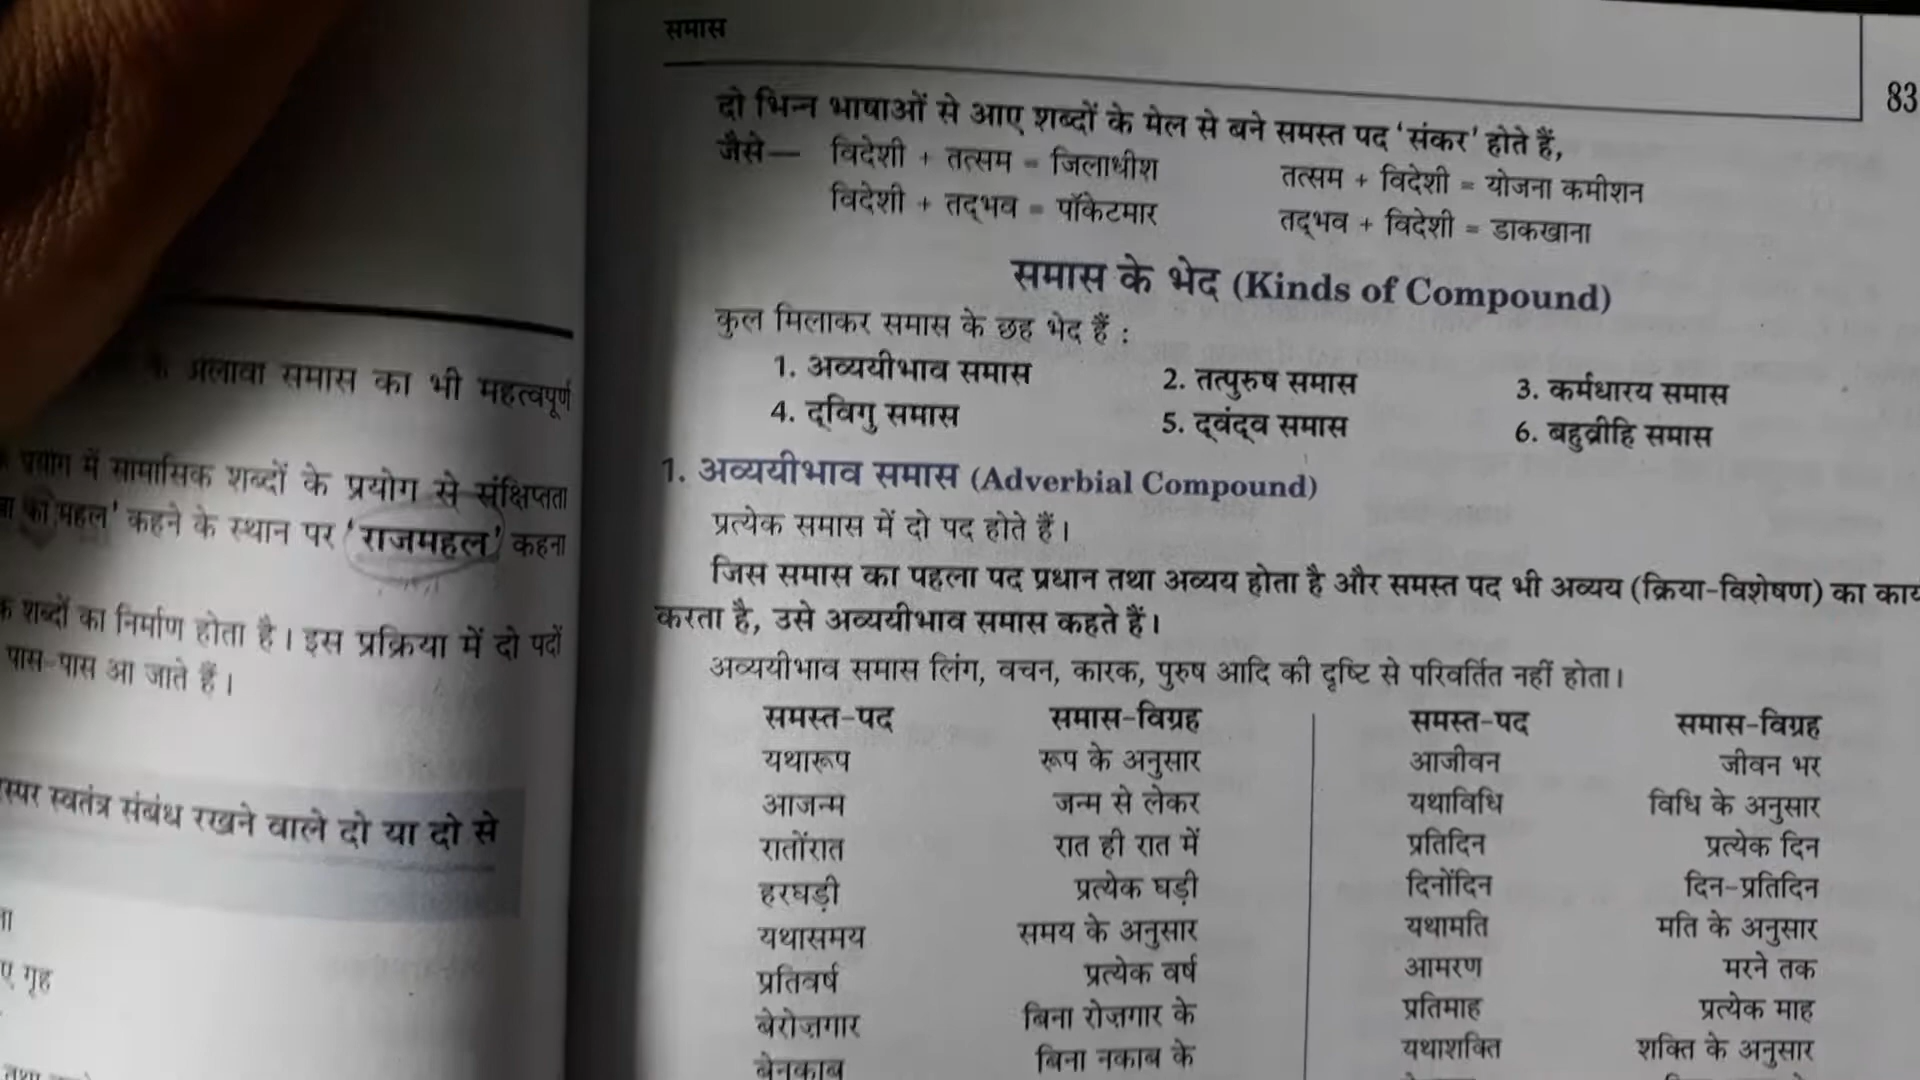 अलावा समास का भी महत्वपूर्ण
प्रयोग में सामासिक शब्दों के प्रयोग से संक्षिप्तता
का महल' कहने के स्थान पर 'राजमहल' कहना
शब्दों का निर्माण होता है। इस प्रक्रिया में दो पदों
पास-पास आ जाते हैं।
स्वतंत्र संबंध रखने वाले दो या दो से
गृह
समास
83
दो भिन्न भाषाओं से आए शब्दों के मेल से बने समस्त पद 'संकर' होते हैं,
जैसे— विदेशी + तत्सम = जिलाधीश तत्सम + विदेशी = योजना कमीशन
विदेशी + तद्भव = पॉकेटमार तद्भव + विदेशी = डाकखाना
समास के भेद (Kinds of Compound)
कुल मिलाकर समास के छह भेद हैं :
1. अव्ययीभाव समास 2. तत्पुरुष समास 3. कर्मधारय समास
4. द्विगु समास 5. द्वंद्व समास 6. बहुव्रीहि समास
1. अव्ययीभाव समास (Adverbial Compound)
प्रत्येक समास में दो पद होते हैं।
जिस समास का पहला पद प्रधान तथा अव्यय होता है और समस्त पद भी अव्यय (क्रिया-विशेषण) का
करता है, उसे अव्ययीभाव समास कहते हैं।
अव्ययीभाव समास लिंग, वचन, कारक, पुरुष आदि की दृष्टि से परिवर्तित नहीं होता।
समस्त-पद समास-विग्रह समस्त-पद समास-विग्रह
यथारूप रूप के अनुसार आजीवन जीवन भर
आजन्म जन्म से लेकर यथाविधि विधि के अनुसार
रातोंरात रात ही रात में प्रतिदिन प्रत्येक दिन
हरघड़ी प्रत्येक घड़ी दिनोंदिन दिन-प्रतिदिन
यथासमय समय के अनुसार यथामति मति के अनुसार
प्रतिवर्ष प्रत्येक वर्ष आमरण मरने तक
बेरोज़गार बिना रोज़गार के प्रतिमाह प्रत्येक माह
बेनकाब बिना नकाब के यथाशक्ति शक्ति के अनुसार